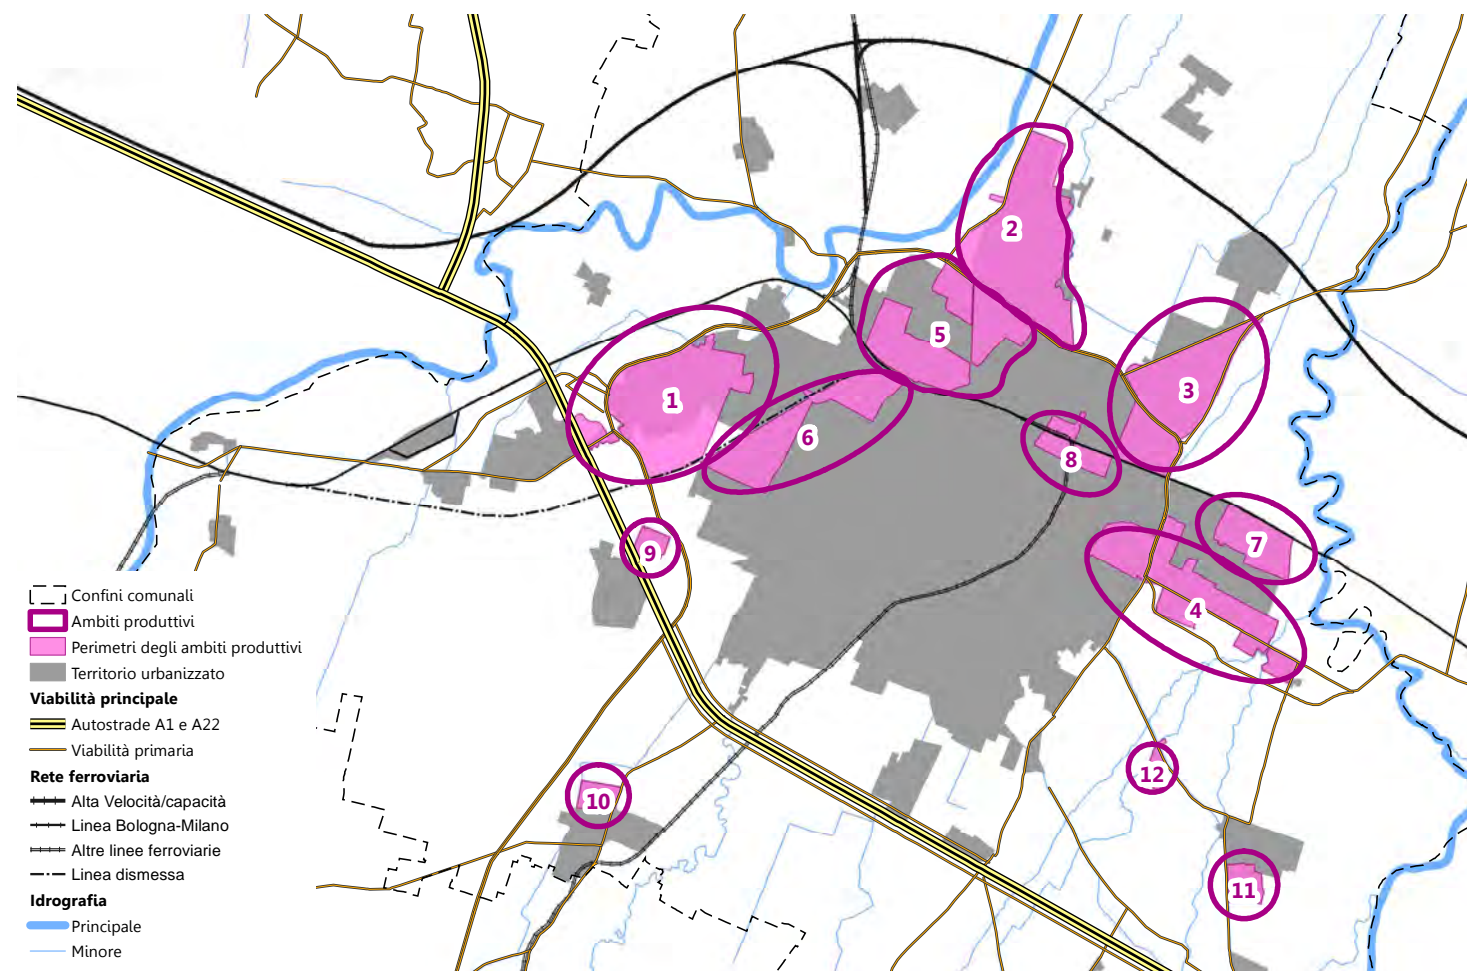 2
5
3
1
6
8
7
9
4
12
10
11
Confini comunali
Ambiti produttivi
Perimetri degli ambiti produttivi
Territorio urbanizzato
Viabilità principale
Autostrade A1 e A22
Viabilità primaria
Rete ferroviaria
Alta Velocità/capacità
Linea Bologna-Milano
Altre linee ferroviarie
Linea dismessa
Idrografia
Principale
Minore